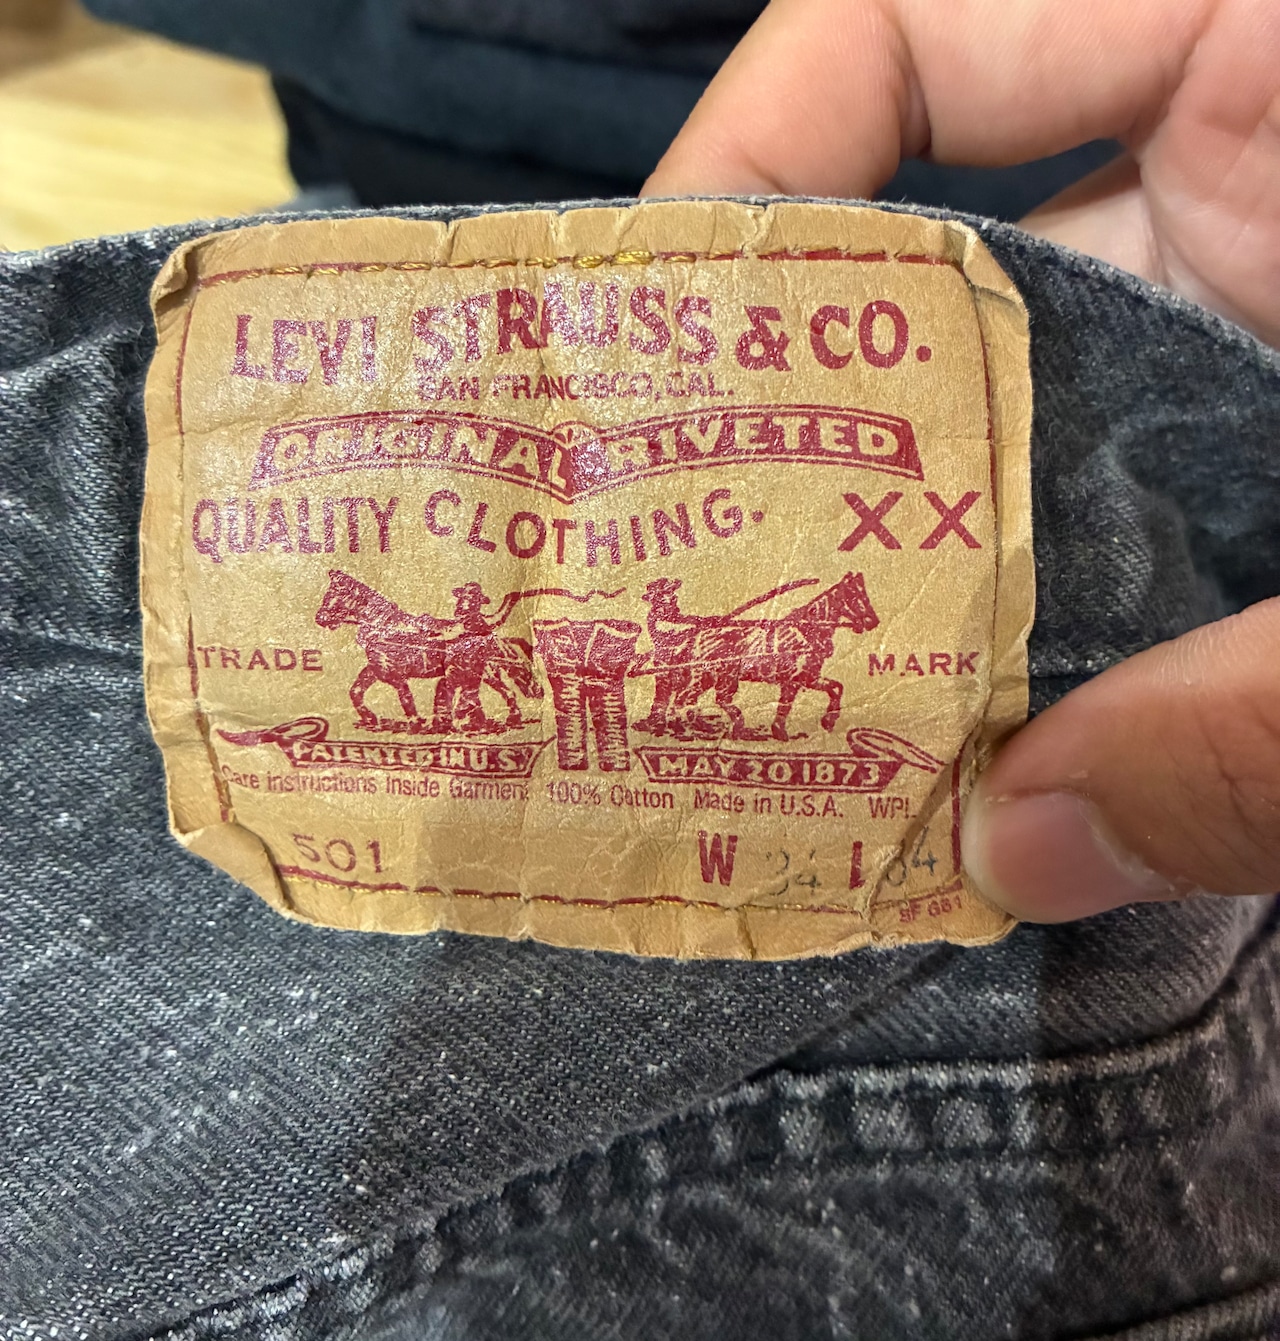 LEVI STRAUSS & CO.
SAN FRANCISCO, CAL.
ORIGINAL RIVETED
QUALITY CLOTHING. XX
TRADE MARK
PATENTED IN U.S. MAY 20 1873
Care instructions Inside Garment 100% Cotton Made in U.S.A. WPL
501 W 34 L 34